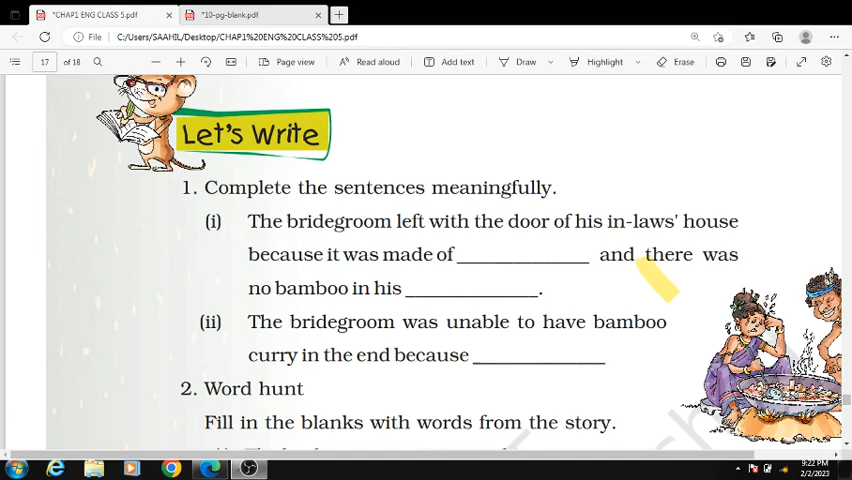 *CHAP1 ENG CLASS 5.pdf
*10-pg-blank.pdf
File
C:/Users/SAAHIL/Desktop/CHAP1%20ENG%20CLASS%205.pdf
17 of 18
Page view
Read aloud
Add text
Draw
Highlight
Erase
Let's Write
1. Complete the sentences meaningfully.
(i) The bridegroom left with the door of his in-laws' house
because it was made of ______________ and there was
no bamboo in his ______________.
(ii) The bridegroom was unable to have bamboo
curry in the end because ______________
2. Word hunt
Fill in the blanks with words from the story.
9:22 PM
2/2/2023